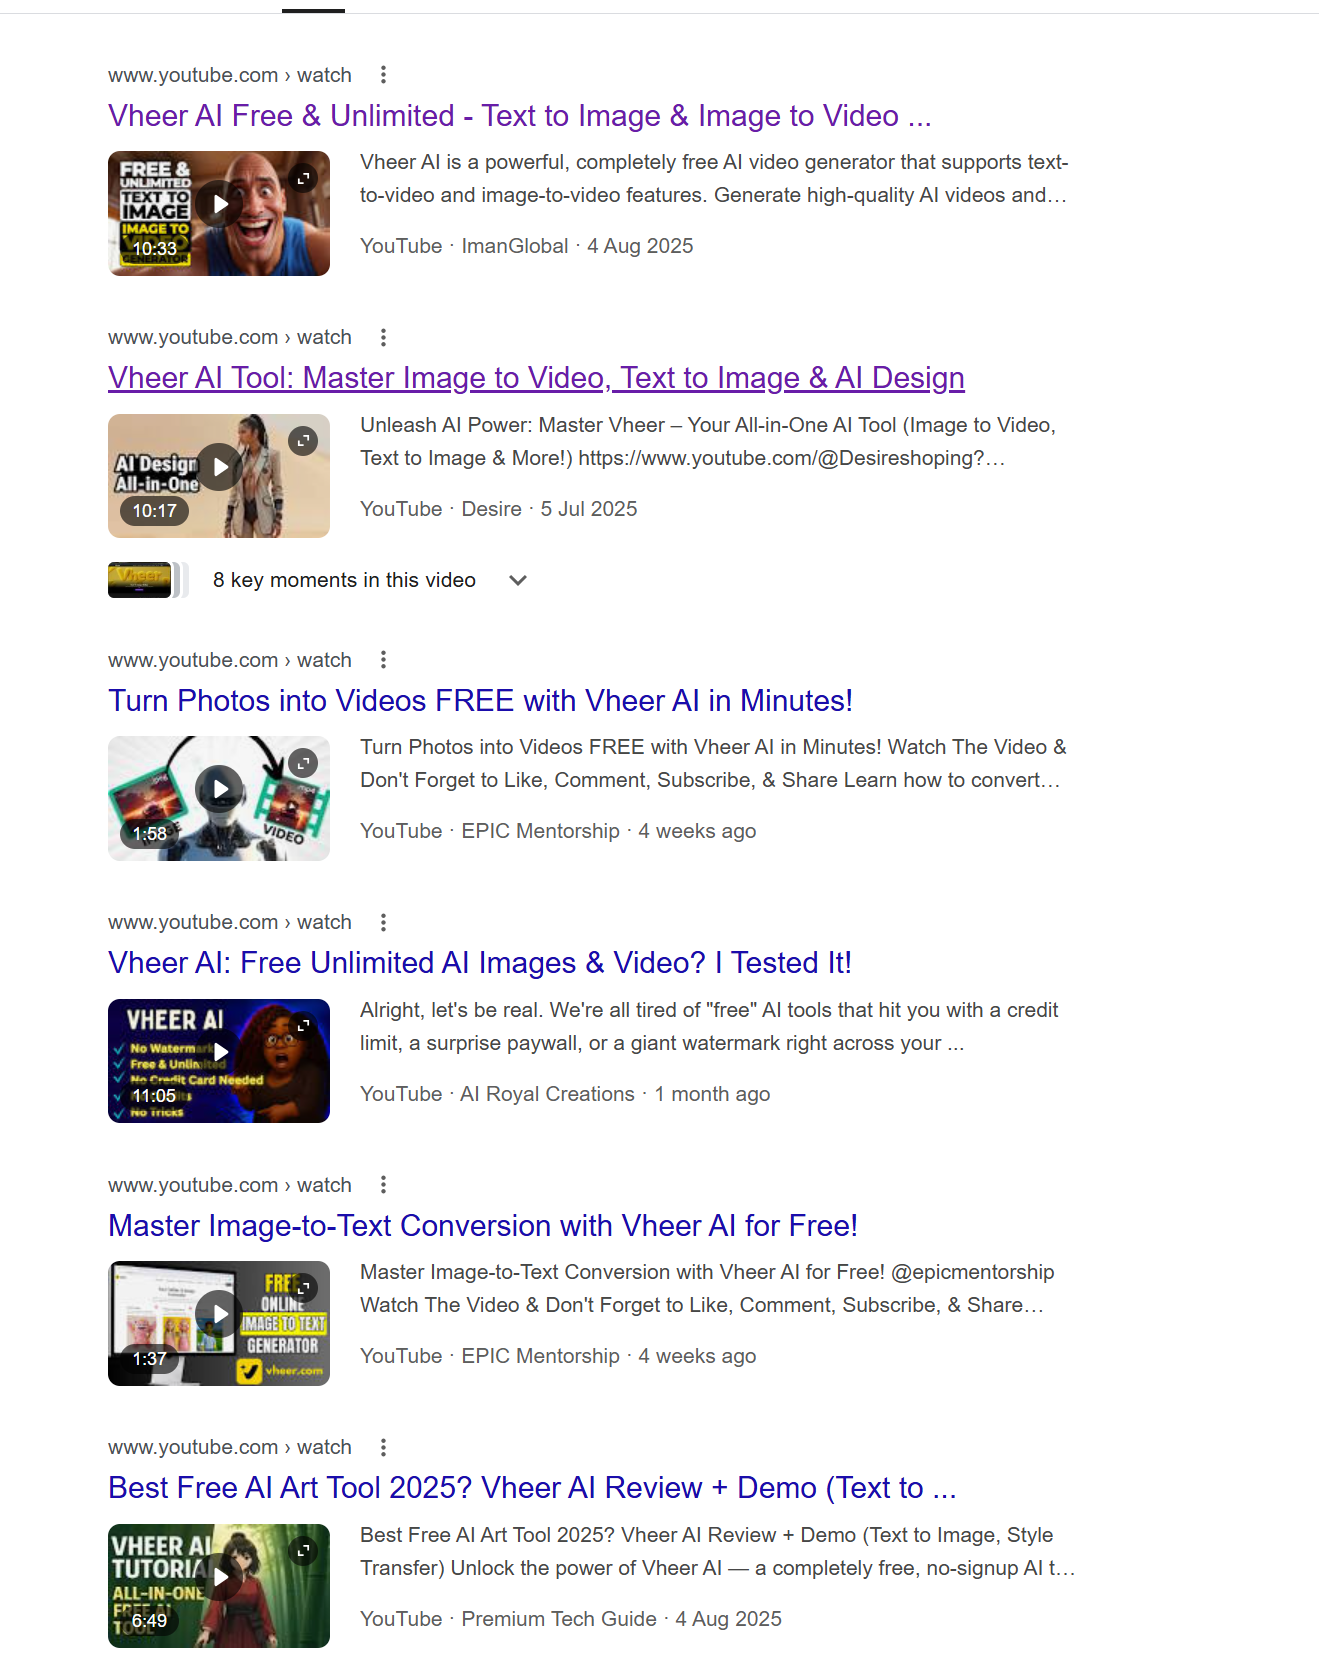 www.youtube.com › watch
Vheer AI Free & Unlimited - Text to Image & Image to Video ...
FREE &
UNLIMITED
TEXT TO
IMAGE
IMAGE TO
VIDEO
GENERATOR
10:33
Vheer AI is a powerful, completely free AI video generator that supports text-
to-video and image-to-video features. Generate high-quality AI videos and…
YouTube · ImanGlobal · 4 Aug 2025
www.youtube.com › watch
Vheer AI Tool: Master Image to Video, Text to Image & AI Design
AI Design
All-in-One
10:17
Unleash AI Power: Master Vheer – Your All-in-One AI Tool (Image to Video,
Text to Image & More!) https://www.youtube.com/@Desireshoping?…
YouTube · Desire · 5 Jul 2025
Vheer
8 key moments in this video
www.youtube.com › watch
Turn Photos into Videos FREE with Vheer AI in Minutes!
mp4
VIDEO
1:58
Turn Photos into Videos FREE with Vheer AI in Minutes! Watch The Video &
Don't Forget to Like, Comment, Subscribe, & Share Learn how to convert…
YouTube · EPIC Mentorship · 4 weeks ago
www.youtube.com › watch
Vheer AI: Free Unlimited AI Images & Video? I Tested It!
VHEER AI
No Watermark
Free & Unlimited
No Credit Card Needed
No Tricks
11:05
Alright, let's be real. We're all tired of "free" AI tools that hit you with a credit
limit, a surprise paywall, or a giant watermark right across your ...
YouTube · AI Royal Creations · 1 month ago
www.youtube.com › watch
Master Image-to-Text Conversion with Vheer AI for Free!
FREE
ONLINE
IMAGE TO TEXT
GENERATOR
vheer.com
1:37
Master Image-to-Text Conversion with Vheer AI for Free! @epicmentorship
Watch The Video & Don't Forget to Like, Comment, Subscribe, & Share…
YouTube · EPIC Mentorship · 4 weeks ago
www.youtube.com › watch
Best Free AI Art Tool 2025? Vheer AI Review + Demo (Text to ...
VHEER AI
TUTORIA
ALL-IN-ONE
FREE AI
TOOL
6:49
Best Free AI Art Tool 2025? Vheer AI Review + Demo (Text to Image, Style
Transfer) Unlock the power of Vheer AI — a completely free, no-signup AI t…
YouTube · Premium Tech Guide · 4 Aug 2025